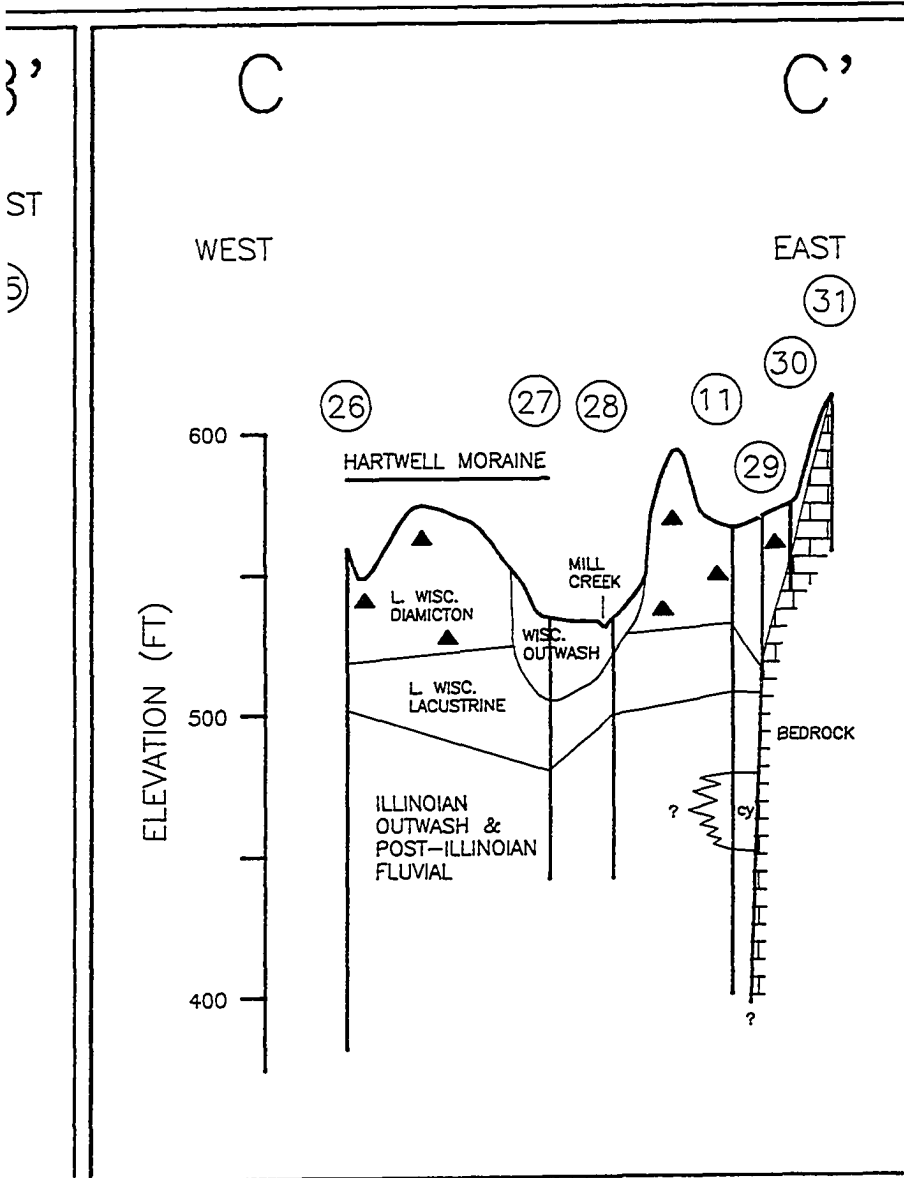 C C'
ST
WEST EAST
31
30
26 27 28 11
600
HARTWELL MORAINE
29
MILL
CREEK
L. WISC.
DIAMICTON
WISC.
OUTWASH
L. WISC.
LACUSTRINE
500
BEDROCK
ELEVATION (FT)
ILLINOIAN
OUTWASH &
POST-ILLINOIAN
FLUVIAL
? cy
400
?